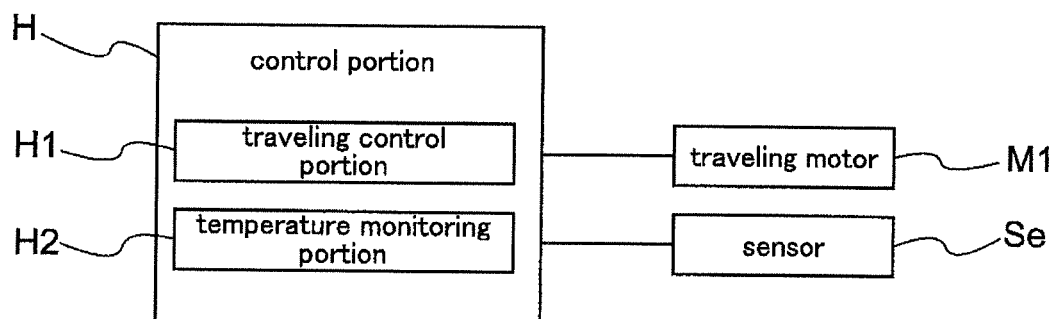 H
control portion
H1
traveling control
portion
traveling motor
M1
H2
temperature monitoring
portion
sensor
Se